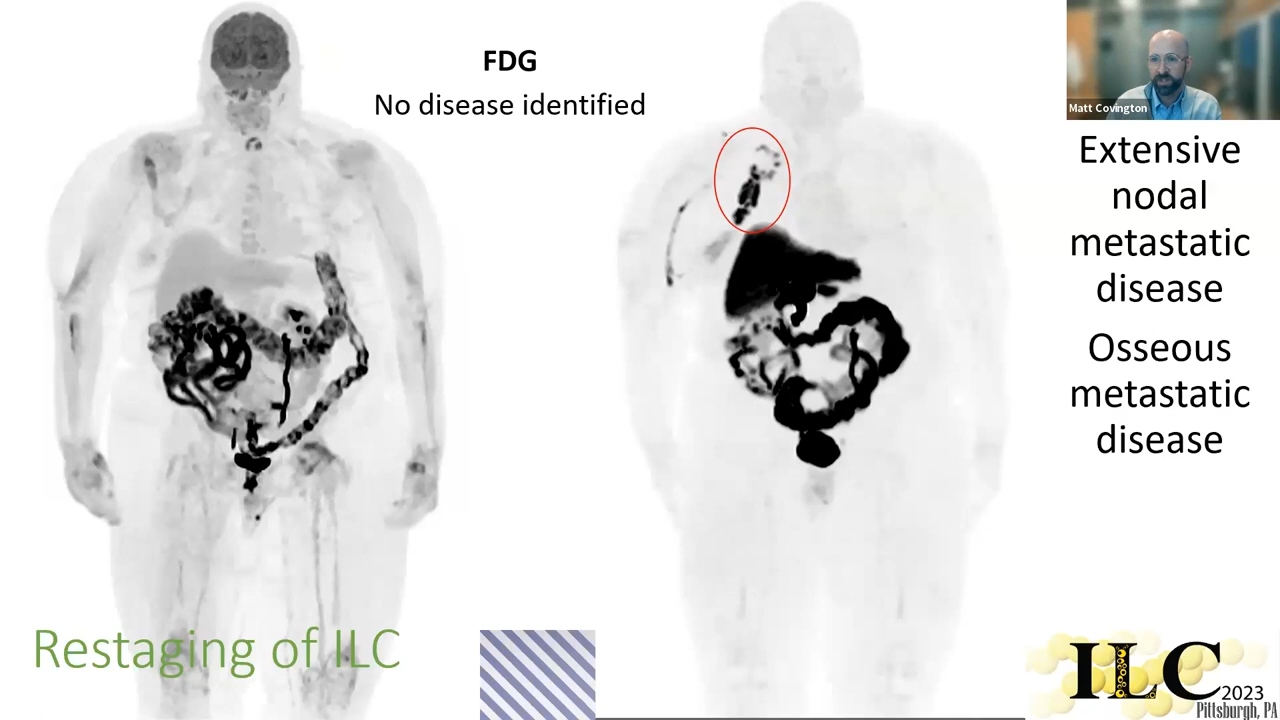 FDG
No disease identified
Matt Covington
Extensive
nodal
metastatic
disease
Osseous
metastatic
disease
Restaging of ILC
ILC
2023
Pittsburgh, PA